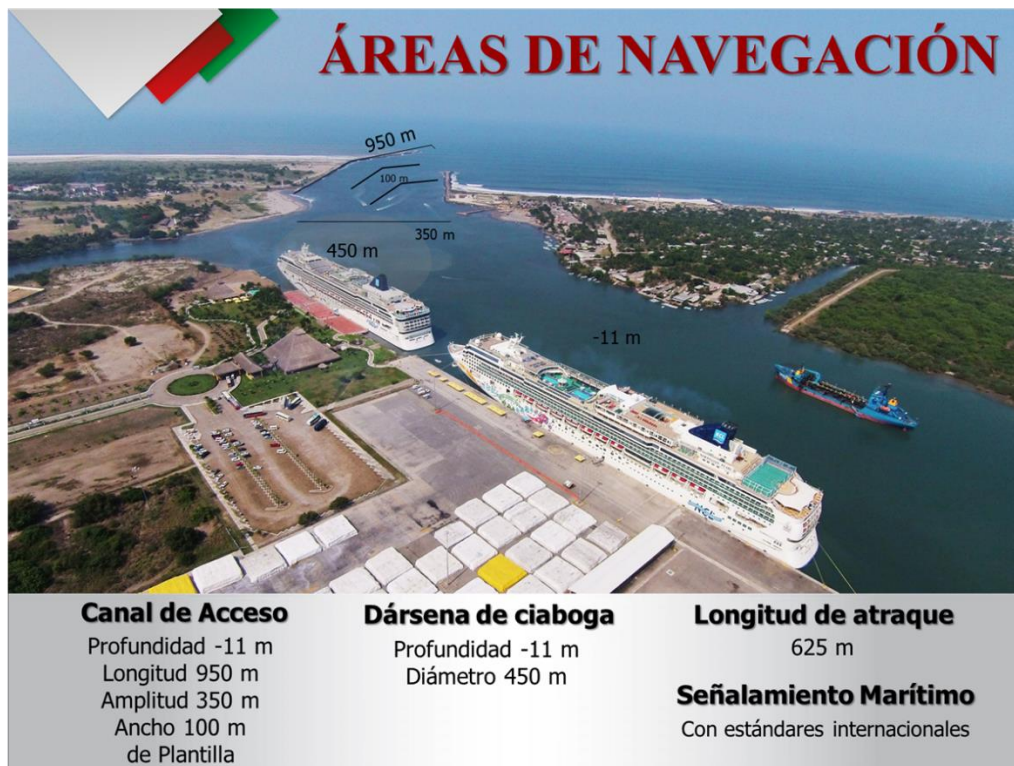 ÁREAS DE NAVEGACIÓN
950 m
100 m
350 m
450 m
-11 m
NCL
Canal de Acceso
Profundidad -11 m
Longitud 950 m
Amplitud 350 m
Ancho 100 m
de Plantilla
Dársena de ciaboga
Profundidad -11 m
Diámetro 450 m
Longitud de atraque
625 m
Señalamiento Marítimo
Con estándares internacionales